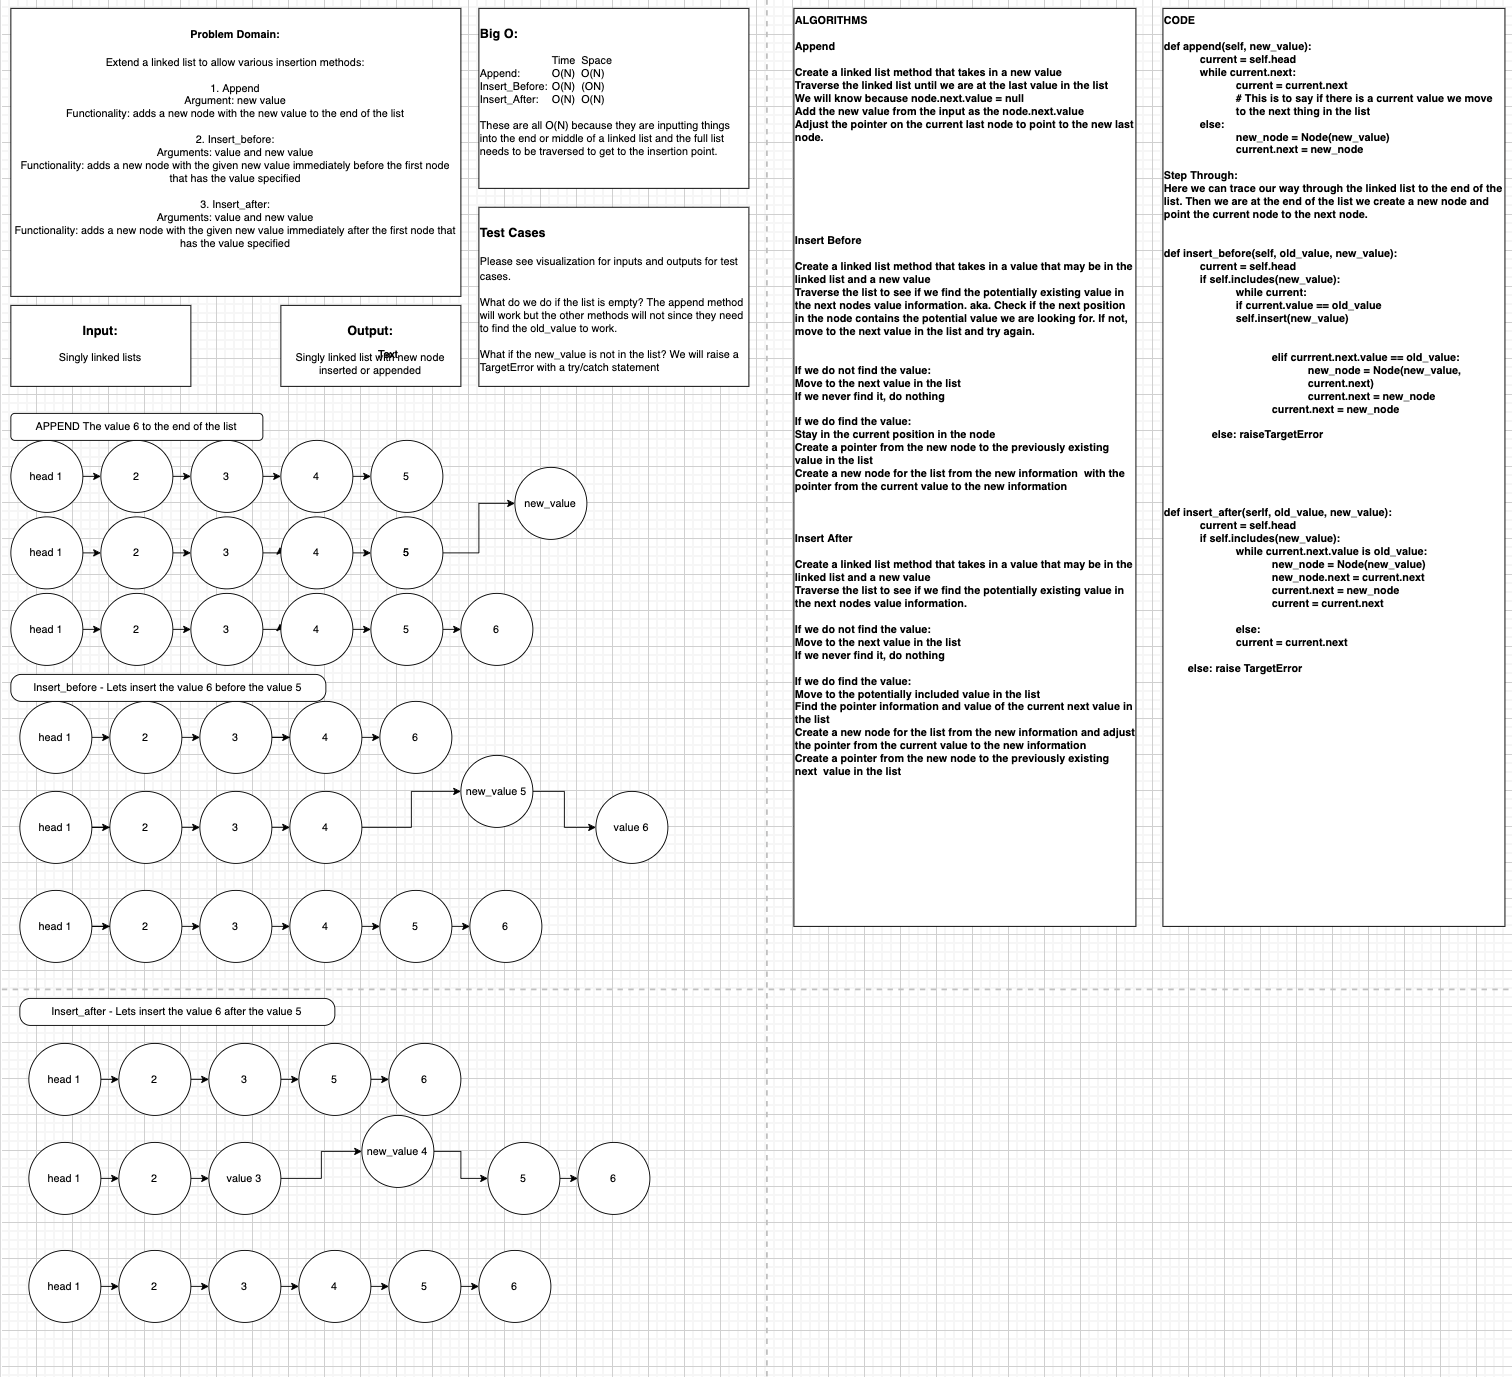 Problem Domain:
Extend a linked list to allow various insertion methods:
1. Append
Argument: new value
Functionality: adds a new node with the new value to the end of the list
2. Insert_before:
Arguments: value and new value
Functionality: adds a new node with the given new value immediately before the first node
that has the value specified
3. Insert_after:
Arguments: value and new value
Functionality: adds a new node with the given new value immediately after the first node that
has the value specified
Input:
Singly linked lists
Output:
Text
Singly linked list with new node
inserted or appended
Big O:
Time Space
Append: O(N) O(N)
Insert_Before: O(N) (ON)
Insert_After: O(N) O(N)
These are all O(N) because they are inputting things
into the end or middle of a linked list and the full list
needs to be traversed to get to the insertion point.
Test Cases
Please see visualization for inputs and outputs for test
cases.
What do we do if the list is empty? The append method
will work but the other methods will not since they need
to find the old_value to work.
What if the new_value is not in the list? We will raise a
TargetError with a try/catch statement
APPEND The value 6 to the end of the list
head 1 2 3 4 5
new_value
head 1 2 3 4 5
head 1 2 3 4 5 6
Insert_before - Lets insert the value 6 before the value 5
head 1 2 3 4 6
new_value 5
head 1 2 3 4 value 6
head 1 2 3 4 5 6
Insert_after - Lets insert the value 6 after the value 5
head 1 2 3 5 6
new_value 4
head 1 2 value 3 5 6
head 1 2 3 4 5 6
ALGORITHMS
Append
Create a linked list method that takes in a new value
Traverse the linked list until we are at the last value in the list
We will know because node.next.value = null
Add the new value from the input as the node.next.value
Adjust the pointer on the current last node to point to the new last
node.
Insert Before
Create a linked list method that takes in a value that may be in the
linked list and a new value
Traverse the list to see if we find the potentially existing value in
the next nodes value information. aka. Check if the next position
in the node contains the potential value we are looking for. If not,
move to the next value in the list and try again.
If we do not find the value:
Move to the next value in the list
If we never find it, do nothing
If we do find the value:
Stay in the current position in the node
Create a pointer from the new node to the previously existing
value in the list
Create a new node for the list from the new information with the
pointer from the current value to the new information
Insert After
Create a linked list method that takes in a value that may be in the
linked list and a new value
Traverse the list to see if we find the potentially existing value in
the next nodes value information.
If we do not find the value:
Move to the next value in the list
If we never find it, do nothing
If we do find the value:
Move to the potentially included value in the list
Find the pointer information and value of the current next value in
the list
Create a new node for the list from the new information and adjust
the pointer from the current value to the new information
Create a pointer from the new node to the previously existing
next value in the list
CODE
def append(self, new_value):
current = self.head
while current.next:
current = current.next
# This is to say if there is a current value we move
to the next thing in the list
else:
new_node = Node(new_value)
current.next = new_node
Step Through:
Here we can trace our way through the linked list to the end of the
list. Then we are at the end of the list we create a new node and
point the current node to the next node.
def insert_before(self, old_value, new_value):
current = self.head
if self.includes(new_value):
while current:
if current.value == old_value
self.insert(new_value)
elif currrent.next.value == old_value:
new_node = Node(new_value,
current.next)
current.next = new_node
current.next = new_node
else: raiseTargetError
def insert_after(serlf, old_value, new_value):
current = self.head
if self.includes(new_value):
while current.next.value is old_value:
new_node = Node(new_value)
new_node.next = current.next
current.next = new_node
current = current.next
else:
current = current.next
else: raise TargetError